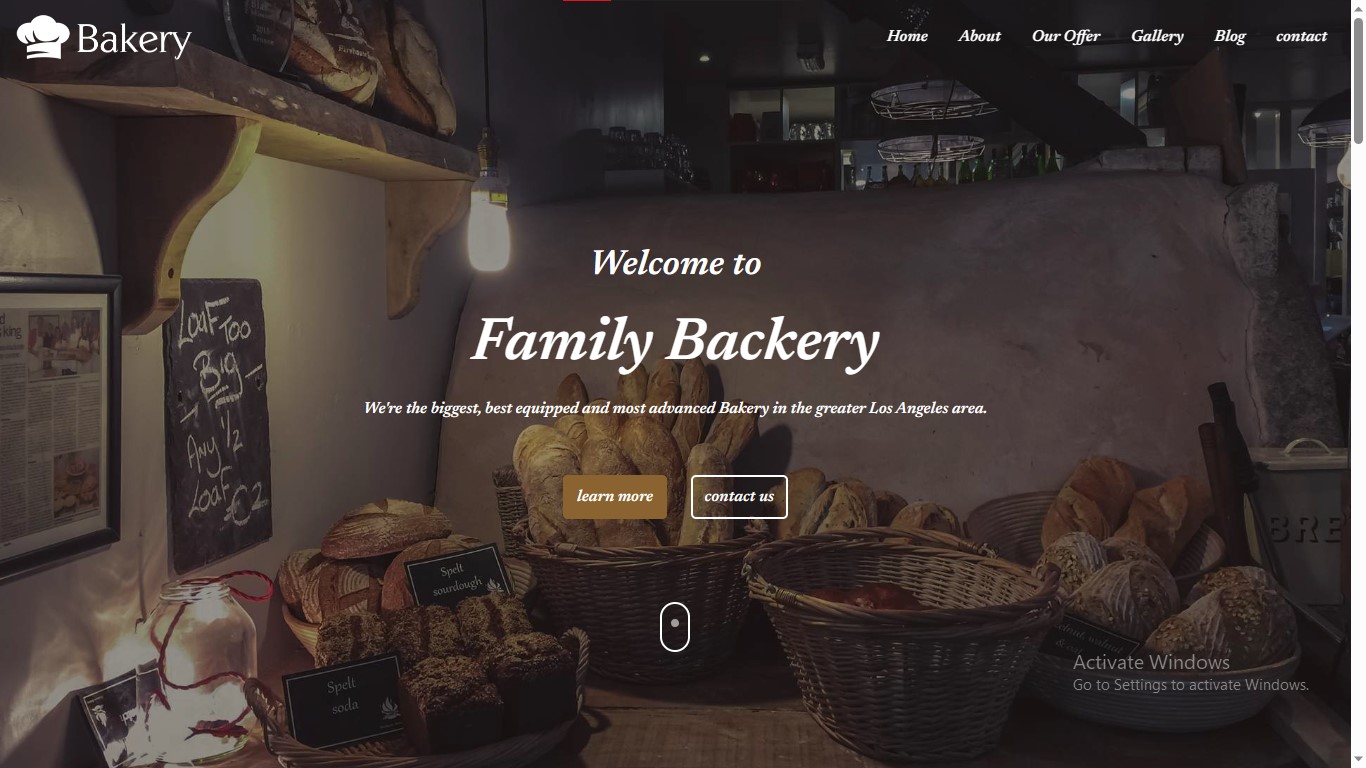 Bakery
Home About Our Offer Gallery Blog contact
Welcome to
Family Backery
We're the biggest, best equipped and most advanced Bakery in the greater Los Angeles area.
learn more contact us
Loaf Too
Big
Any 1/2
Loaf €2
Spelt
sourdough
Spelt
soda
BRE
Activate Windows
Go to Settings to activate Windows.